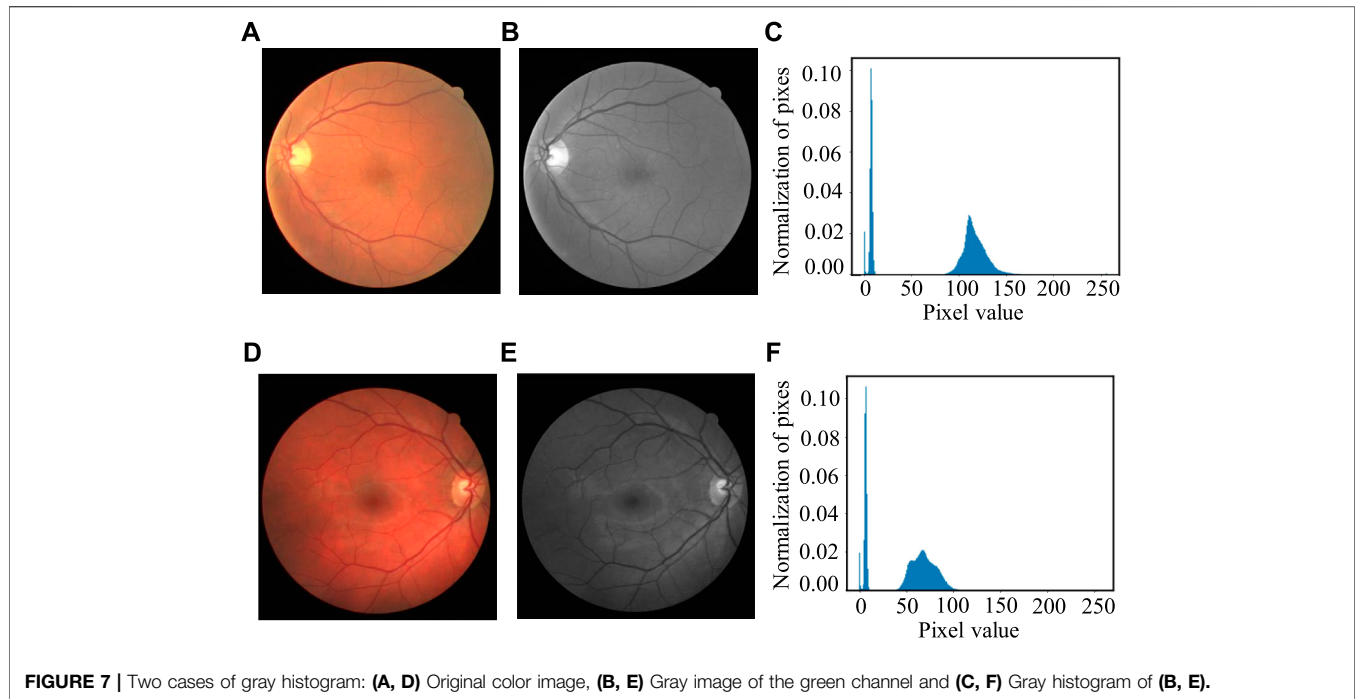 A
B
C
Normalization of pixes
0.10
0.08
0.06
0.04
0.02
0.00
0 50 100 150 200 250
Pixel value
D
E
F
Normalization of pixes
0.10
0.08
0.06
0.04
0.02
0.00
0 50 100 150 200 250
Pixel value
FIGURE 7 | Two cases of gray histogram: (A, D) Original color image, (B, E) Gray image of the green channel and (C, F) Gray histogram of (B, E).